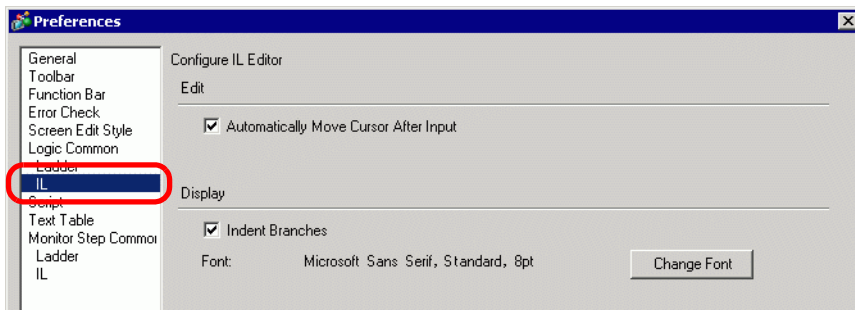 Preferences
General
Toolbar
Function Bar
Error Check
Screen Edit Style
Logic Common
Ladder
IL
Script
Text Table
Monitor Step Commo
Ladder
IL
Configure IL Editor
Edit
Automatically Move Cursor After Input
Display
Indent Branches
Font: Microsoft Sans Serif, Standard, 8pt
Change Font